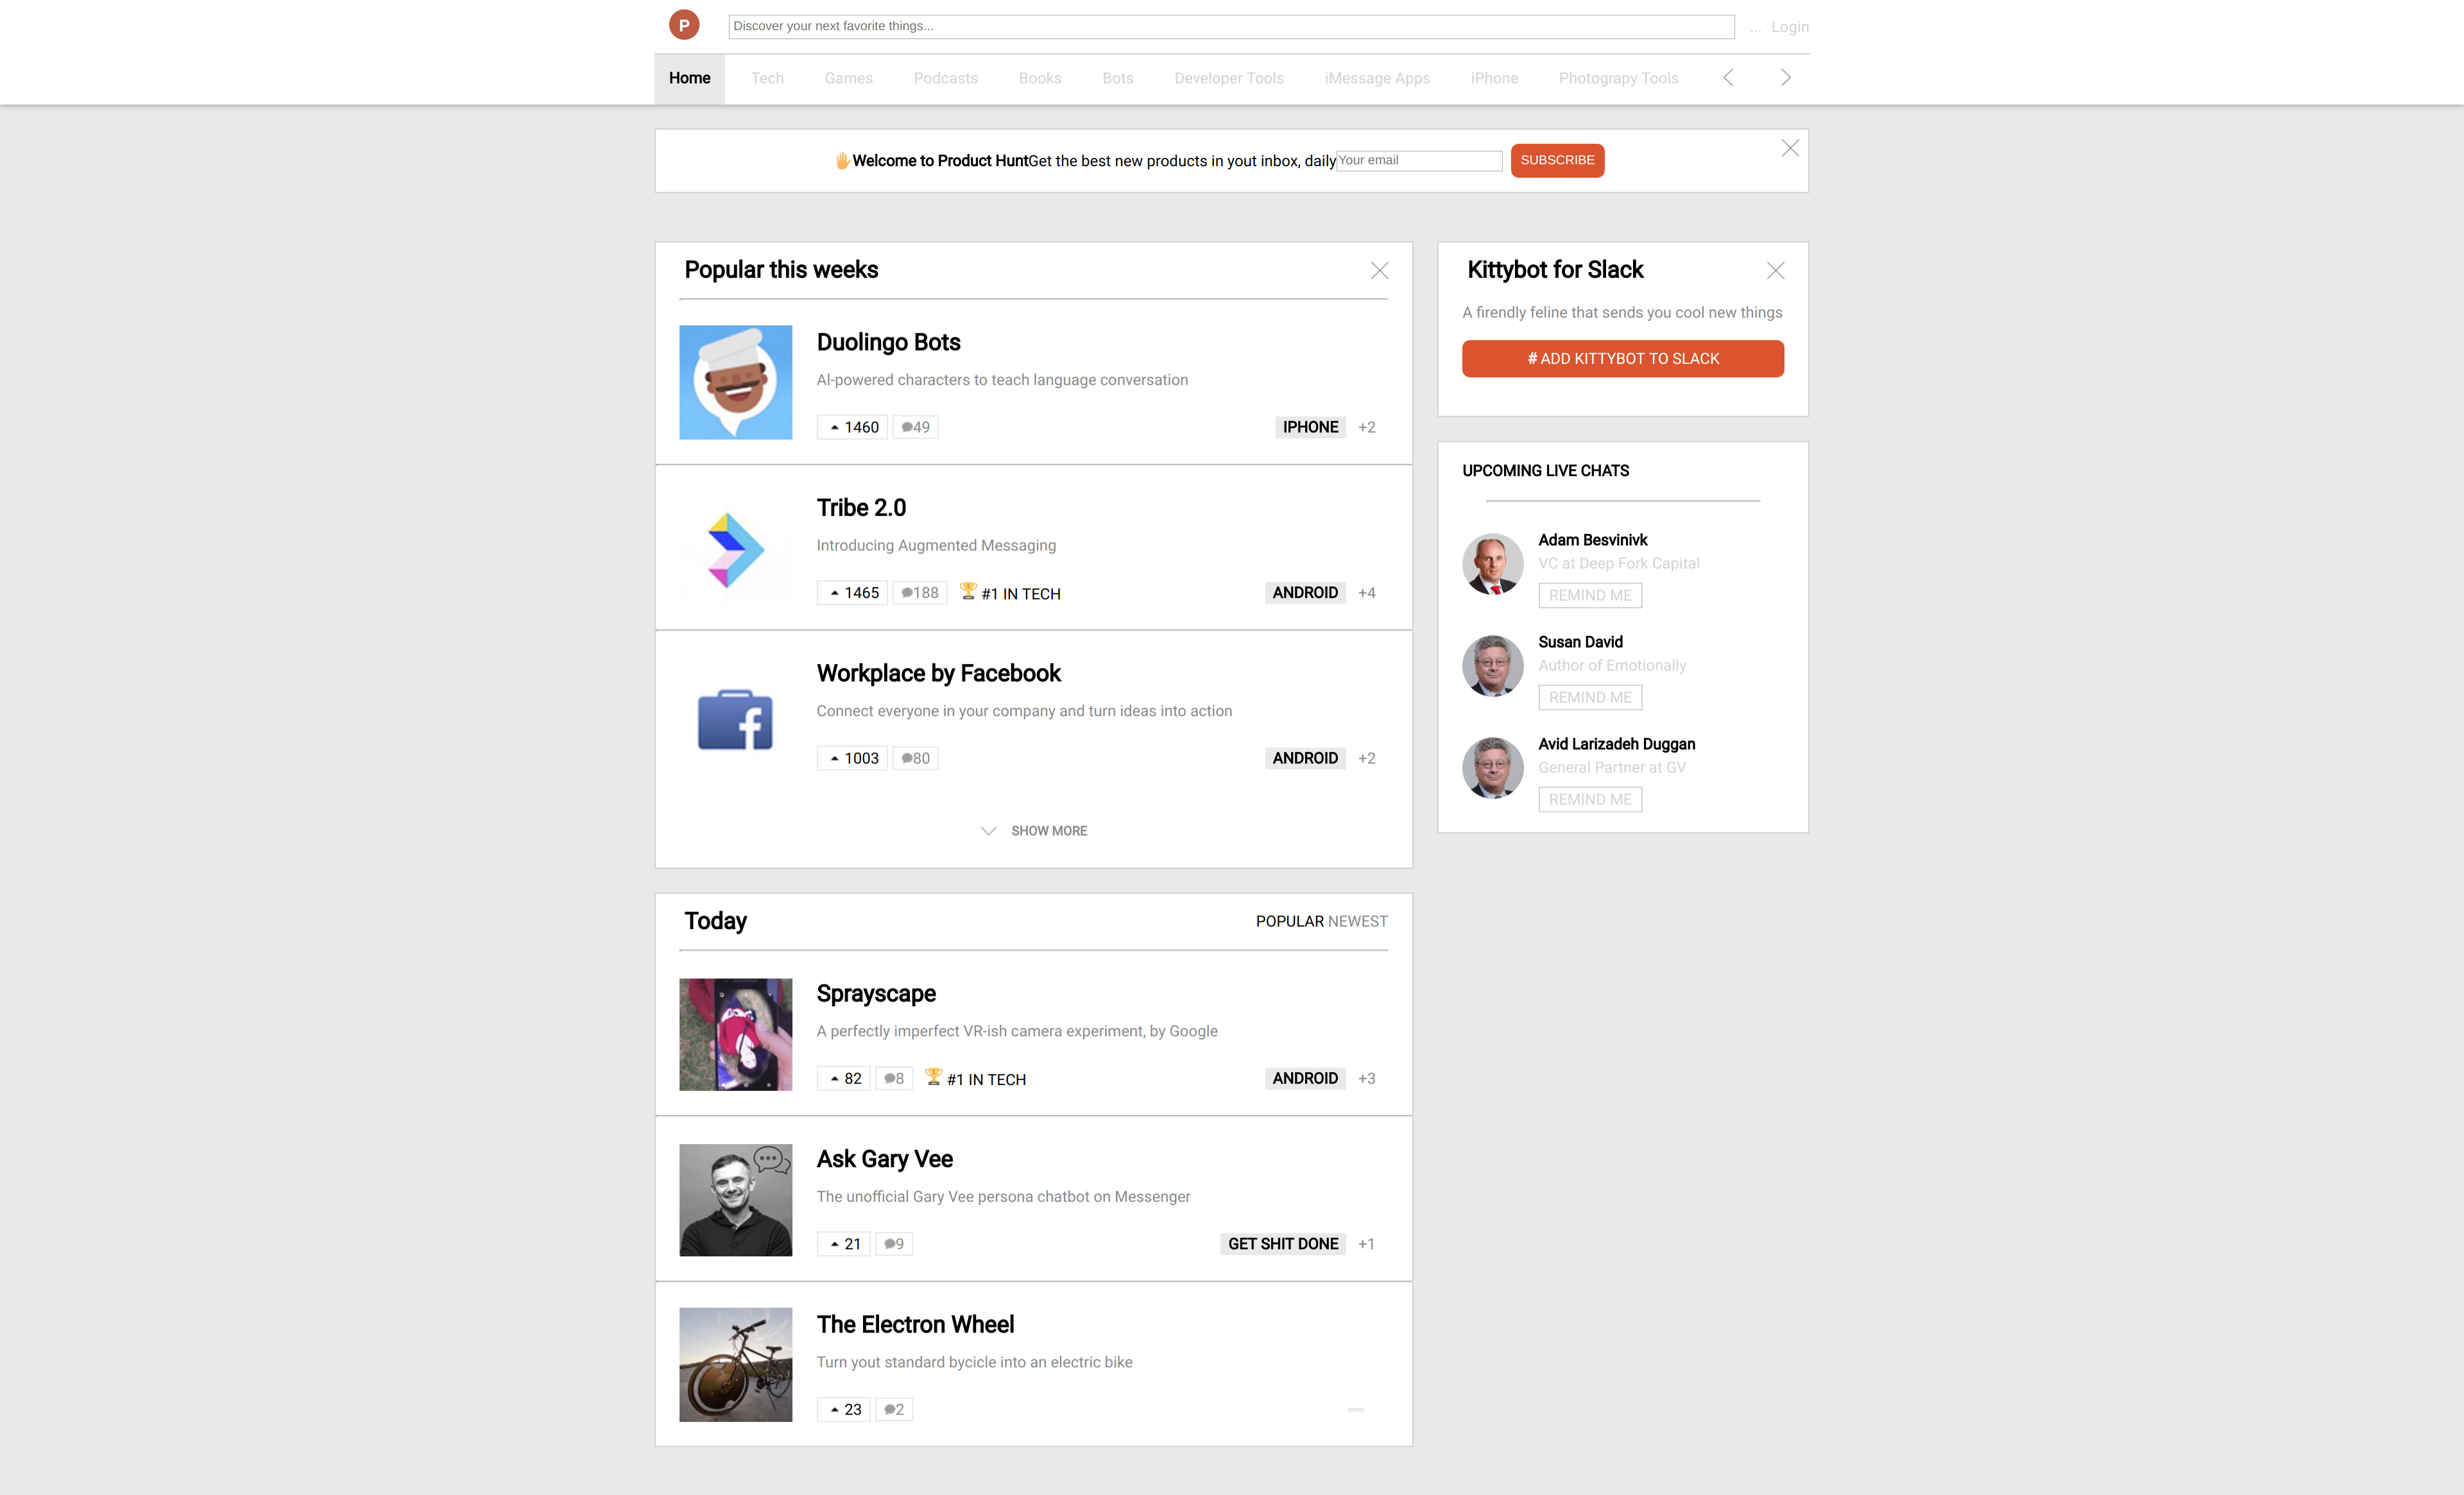 P
Discover your next favorite things...
... Login
Home Tech Games Podcasts Books Bots Developer Tools iMessage Apps iPhone Photograpy Tools
Welcome to Product HuntGet the best new products in yout inbox, daily Your email SUBSCRIBE
Popular this weeks
Duolingo Bots
AI-powered characters to teach language conversation
1460 49 IPHONE +2
Tribe 2.0
Introducing Augmented Messaging
1465 188 #1 IN TECH ANDROID +4
Workplace by Facebook
Connect everyone in your company and turn ideas into action
1003 80 ANDROID +2
SHOW MORE
Kittybot for Slack
A firendly feline that sends you cool new things
# ADD KITTYBOT TO SLACK
UPCOMING LIVE CHATS
Adam Besvinivk
VC at Deep Fork Capital
REMIND ME
Susan David
Author of Emotionally
REMIND ME
Avid Larizadeh Duggan
General Partner at GV
REMIND ME
Today POPULAR NEWEST
Sprayscape
A perfectly imperfect VR-ish camera experiment, by Google
82 8 #1 IN TECH ANDROID +3
Ask Gary Vee
The unofficial Gary Vee persona chatbot on Messenger
21 9 GET SHIT DONE +1
The Electron Wheel
Turn yout standard bycicle into an electric bike
23 2